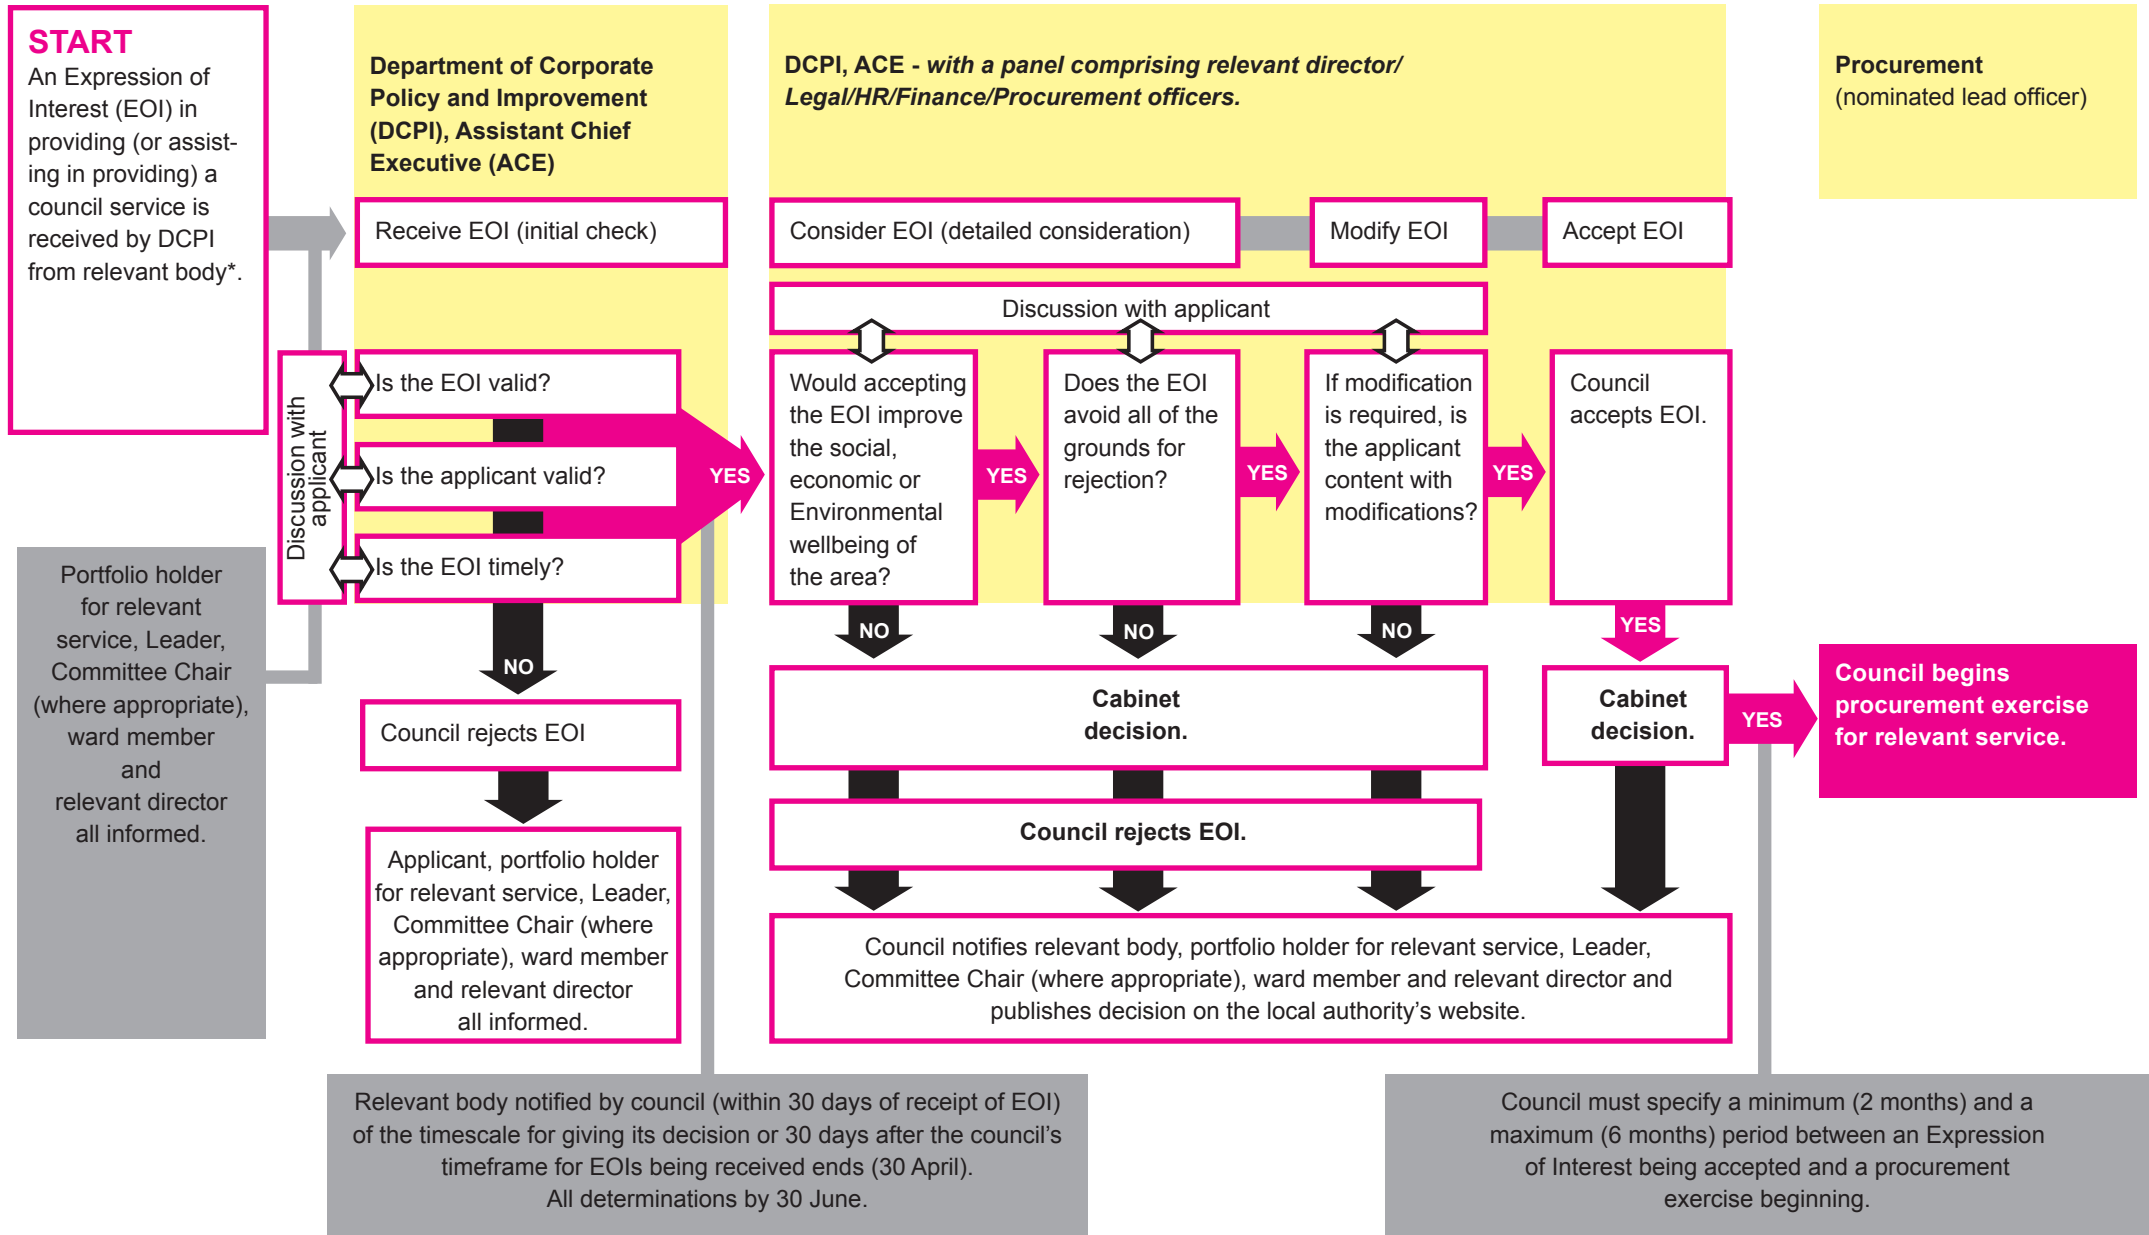 START
An Expression of
Interest (EOI) in
providing (or assist-
ing in providing) a
council service is
received by DCPI
from relevant body*.
Department of Corporate
Policy and Improvement
(DCPI), Assistant Chief
Executive (ACE)
DCPI, ACE - with a panel comprising relevant director/
Legal/HR/Finance/Procurement officers.
Procurement
(nominated lead officer)
Receive EOI (initial check)
Consider EOI (detailed consideration)
Modify EOI
Accept EOI
Discussion with applicant
Discussion with
applicant
Is the EOI valid?
Is the applicant valid?
Is the EOI timely?
YES
Would accepting
the EOI improve
the social,
economic or
Environmental
wellbeing of
the area?
YES
Does the EOI
avoid all of the
grounds for
rejection?
YES
If modification
is required, is
the applicant
content with
modifications?
YES
Council
accepts EOI.
Portfolio holder
for relevant
service, Leader,
Committee Chair
(where appropriate),
ward member
and
relevant director
all informed.
NO
NO
NO
NO
YES
Council rejects EOI
Cabinet
decision.
Cabinet
decision.
YES
Council begins
procurement exercise
for relevant service.
Council rejects EOI.
Applicant, portfolio holder
for relevant service, Leader,
Committee Chair (where
appropriate), ward member
and relevant director
all informed.
Council notifies relevant body, portfolio holder for relevant service, Leader,
Committee Chair (where appropriate), ward member and relevant director and
publishes decision on the local authority’s website.
Relevant body notified by council (within 30 days of receipt of EOI)
of the timescale for giving its decision or 30 days after the council’s
timeframe for EOIs being received ends (30 April).
All determinations by 30 June.
Council must specify a minimum (2 months) and a
maximum (6 months) period between an Expression
of Interest being accepted and a procurement
exercise beginning.